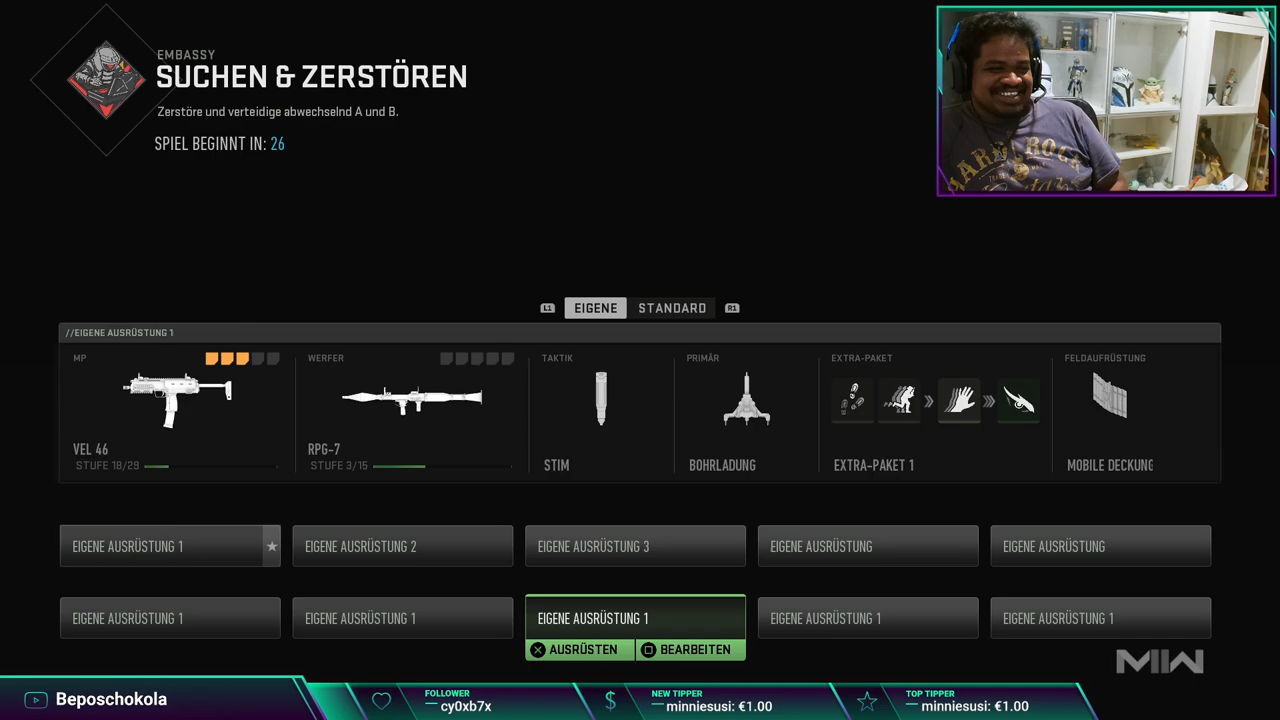 EMBASSY
SUCHEN & ZERSTÖREN
Zerstöre und verteidige abwechselnd A und B.
SPIEL BEGINNT IN: 26
L1 EIGENE STANDARD R1
//EIGENE AUSRÜSTUNG 1
MP WERFER TAKTIK PRIMÄR EXTRA-PAKET FELDAUFRÜSTUNG
VEL 46 RPG-7
STUFE 18/29 STUFE 3/15
STIM BOHRLADUNG EXTRA-PAKET 1 MOBILE DECKUNG
EIGENE AUSRÜSTUNG 1 EIGENE AUSRÜSTUNG 2 EIGENE AUSRÜSTUNG 3 EIGENE AUSRÜSTUNG EIGENE AUSRÜSTUNG
EIGENE AUSRÜSTUNG 1 EIGENE AUSRÜSTUNG 1 EIGENE AUSRÜSTUNG 1 EIGENE AUSRÜSTUNG 1 EIGENE AUSRÜSTUNG 1
AUSRÜSTEN BEARBEITEN
MW
Beposchokola
FOLLOWER
cy0xb7x
NEW TIPPER
minniesusi: €1.00
TOP TIPPER
minniesusi: €1.00